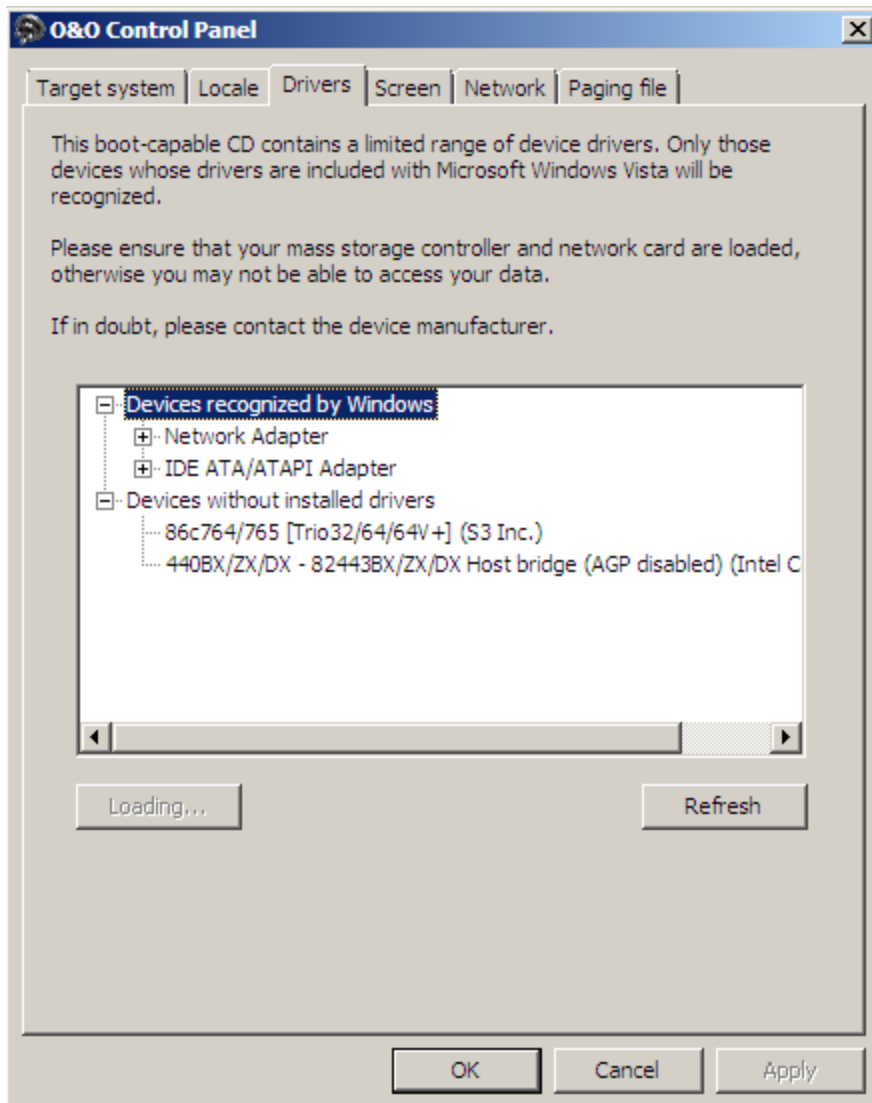 O&O Control Panel
Target system Locale Drivers Screen Network Paging file
This boot-capable CD contains a limited range of device drivers. Only those
devices whose drivers are included with Microsoft Windows Vista will be
recognized.
Please ensure that your mass storage controller and network card are loaded,
otherwise you may not be able to access your data.
If in doubt, please contact the device manufacturer.
Devices recognized by Windows
Network Adapter
IDE ATA/ATAPI Adapter
Devices without installed drivers
86c764/765 [Trio32/64/64V+] (S3 Inc.)
440BX/ZX/DX - 82443BX/ZX/DX Host bridge (AGP disabled) (Intel C
Loading... Refresh
OK Cancel Apply